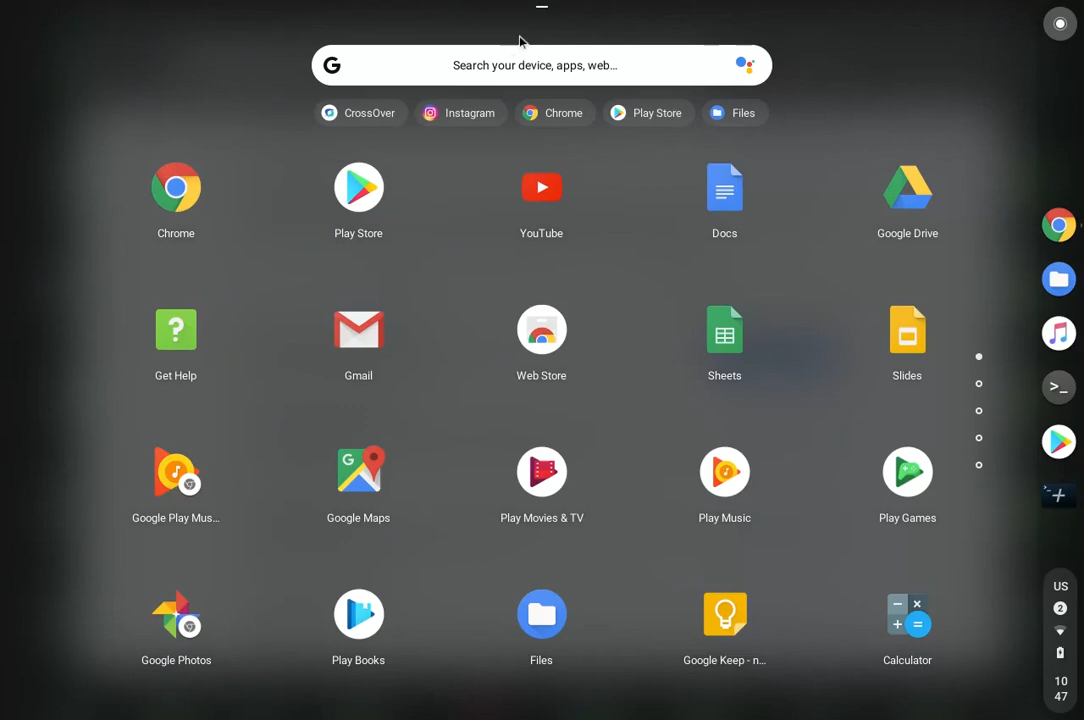 Search your device, apps, web...
CrossOver
Instagram
Chrome
Play Store
Files
Chrome
Play Store
YouTube
Docs
Google Drive
Get Help
Gmail
Web Store
Sheets
Slides
Google Play Mus...
Google Maps
Play Movies & TV
Play Music
Play Games
Google Photos
Play Books
Files
Google Keep - n...
Calculator
US
2
10
47